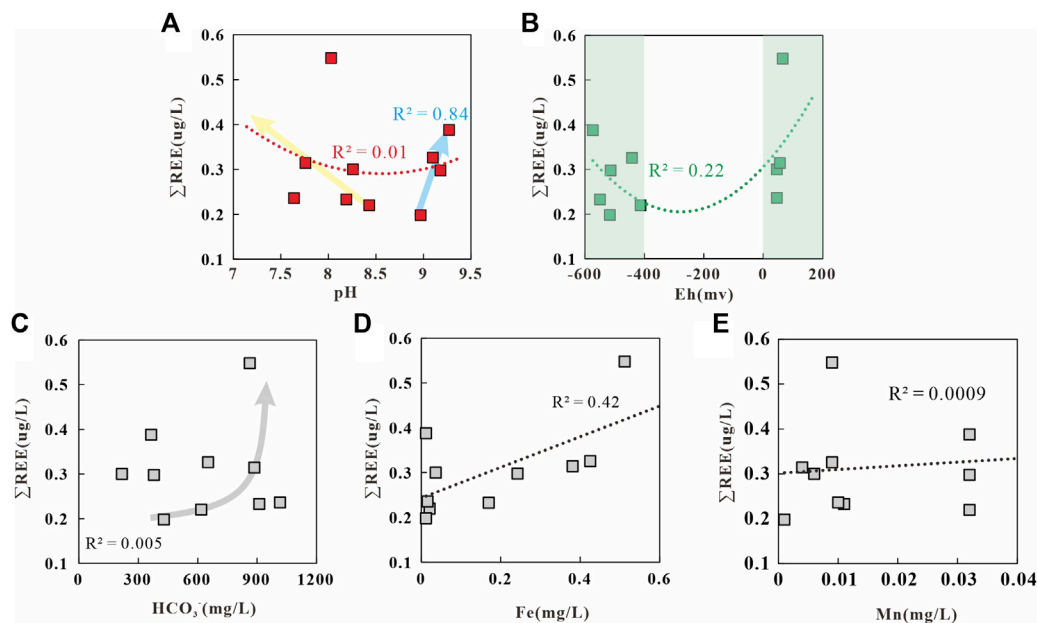 A
∑REE(ug/L)
0.6
0.5
0.4
0.3
0.2
0.1
R² = 0.84
R² = 0.01
7
7.5
8
8.5
9
9.5
pH
B
∑REE(ug/L)
0.6
0.5
0.4
0.3
0.2
0.1
R² = 0.22
-600
-400
-200
0
200
Eh(mv)
C
∑REE(ug/L)
0.6
0.5
0.4
0.3
0.2
0.1
R² = 0.005
0
300
600
900
1200
HCO₃⁻(mg/L)
D
∑REE(ug/L)
0.6
0.5
0.4
0.3
0.2
0.1
R² = 0.42
0
0.2
0.4
0.6
Fe(mg/L)
E
∑REE(ug/L)
0.6
0.5
0.4
0.3
0.2
0.1
R² = 0.0009
0
0.01
0.02
0.03
0.04
Mn(mg/L)